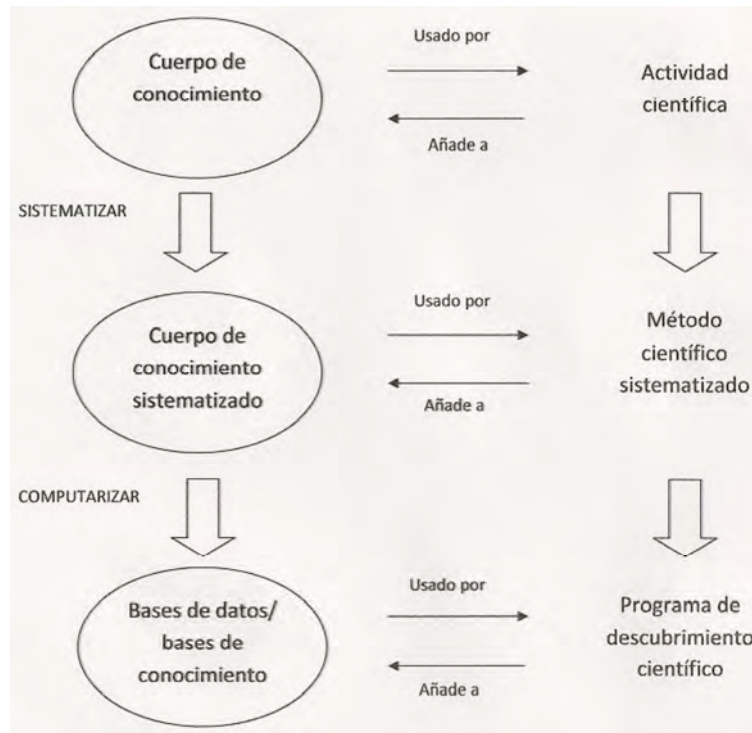 Cuerpo de
conocimiento
Usado por
Añade a
Actividad
científica
SISTEMATIZAR
Cuerpo de
conocimiento
sistematizado
Usado por
Añade a
Método
científico
sistematizado
COMPUTARIZAR
Bases de datos/
bases de
conocimiento
Usado por
Añade a
Programa de
descubrimiento
científico